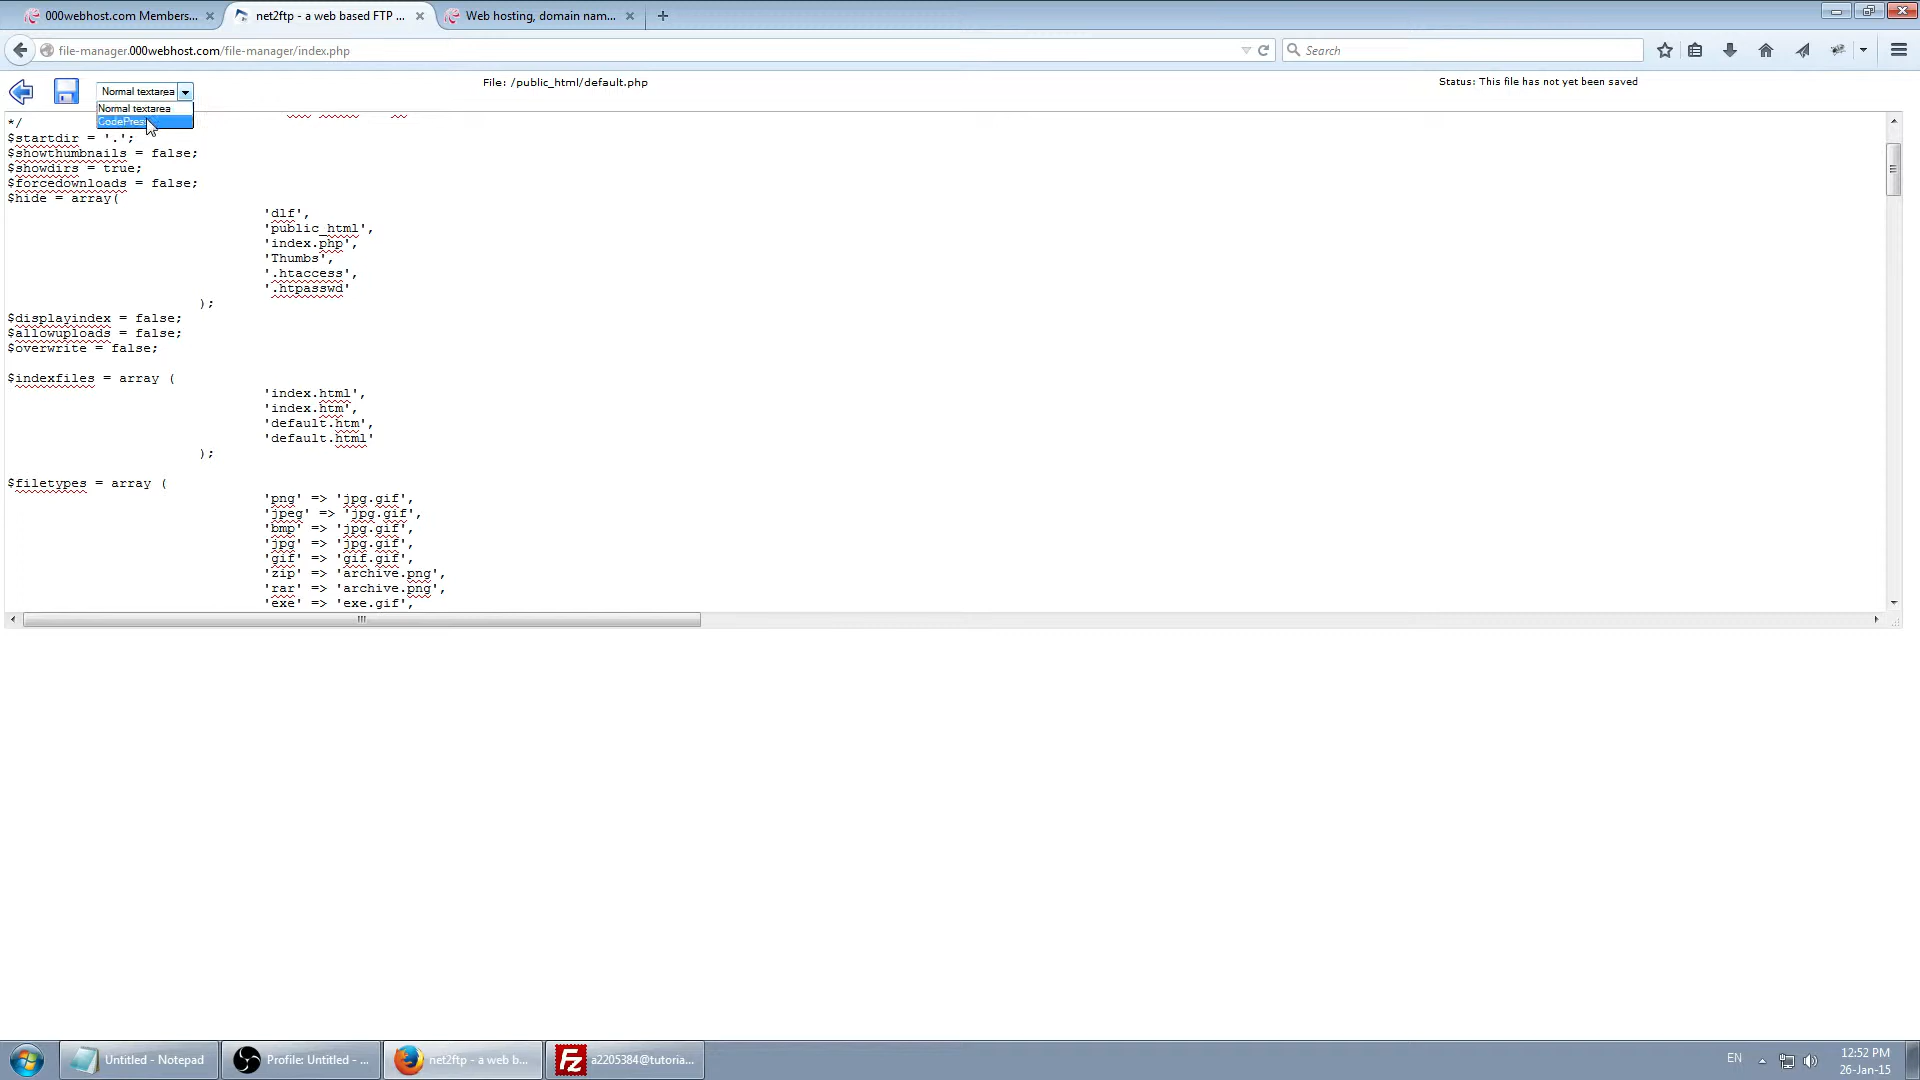 000webhost.com Members...
net2ftp - a web based FTP ...
Web hosting, domain nam...
file-manager.000webhost.com/file-manager/index.php
Search
Normal textarea
File: /public_html/default.php
Status: This file has not yet been saved
Normal textarea
CodePress
*/
$startdir = '.';
$showthumbnails = false;
$showdirs = true;
$forcedownloads = false;
$hide = array(
'dlf',
'public_html',
'index.php',
'Thumbs',
'.htaccess',
'.htpasswd'
);
$displayindex = false;
$allowuploads = false;
$overwrite = false;
$indexfiles = array (
'index.html',
'index.htm',
'default.htm',
'default.html'
);
$filetypes = array (
'png' => 'jpg.gif',
'jpeg' => 'jpg.gif',
'bmp' => 'jpg.gif',
'jpg' => 'jpg.gif',
'gif' => 'gif.gif',
'zip' => 'archive.png',
'rar' => 'archive.png',
'exe' => 'exe.gif',
Untitled - Notepad
Profile: Untitled - ...
net2ftp - a web b...
a2205384@tutoria...
EN
12:52 PM
26-Jan-15